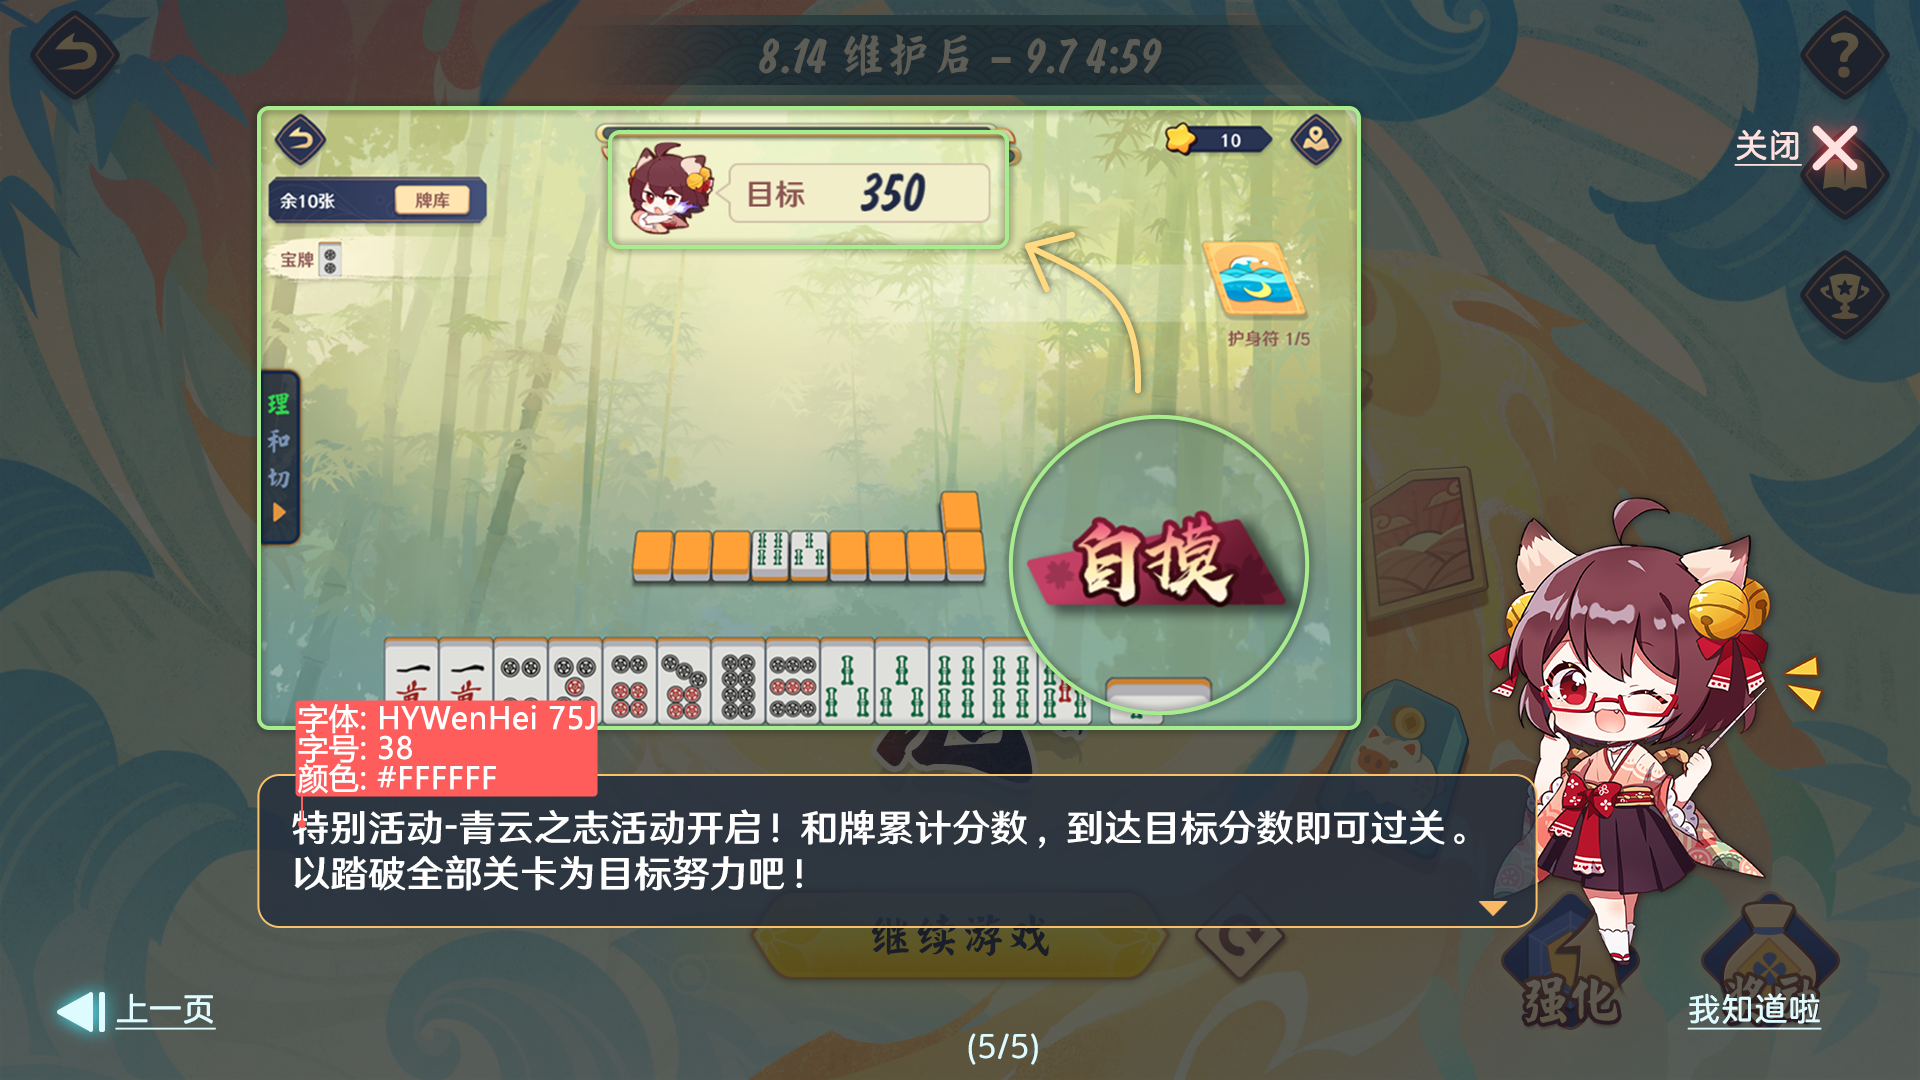 8.14 维护后 – 9.7 4:59
关闭
10
目标 350
余10张 牌库
宝牌
护身符 1/5
理
和
切
自摸
字体: HYWenHei 75J
字号: 38
颜色: #FFFFFF
特别活动-青云之志活动开启！和牌累计分数，到达目标分数即可过关。
以踏破全部关卡为目标努力吧！
继续游戏
强化
上一页
我知道啦
(5/5)